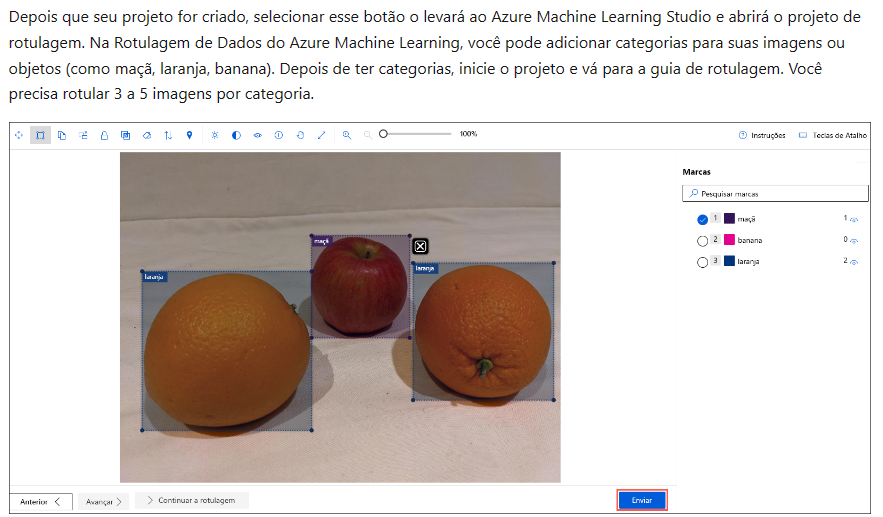 Depois que seu projeto for criado, selecionar esse botão o levará ao Azure Machine Learning Studio e abrirá o projeto de
rotulagem. Na Rotulagem de Dados do Azure Machine Learning, você pode adicionar categorias para suas imagens ou
objetos (como maçã, laranja, banana). Depois de ter categorias, inicie o projeto e vá para a guia de rotulagem. Você
precisa rotular 3 a 5 imagens por categoria.
100%
Instruções
Teclas de Atalho
Marcas
Pesquisar marcas
1 maçã 1
2 banana 0
3 laranja 2
maçã
laranja
laranja
Anterior
Avançar
Continuar a rotulagem
Enviar